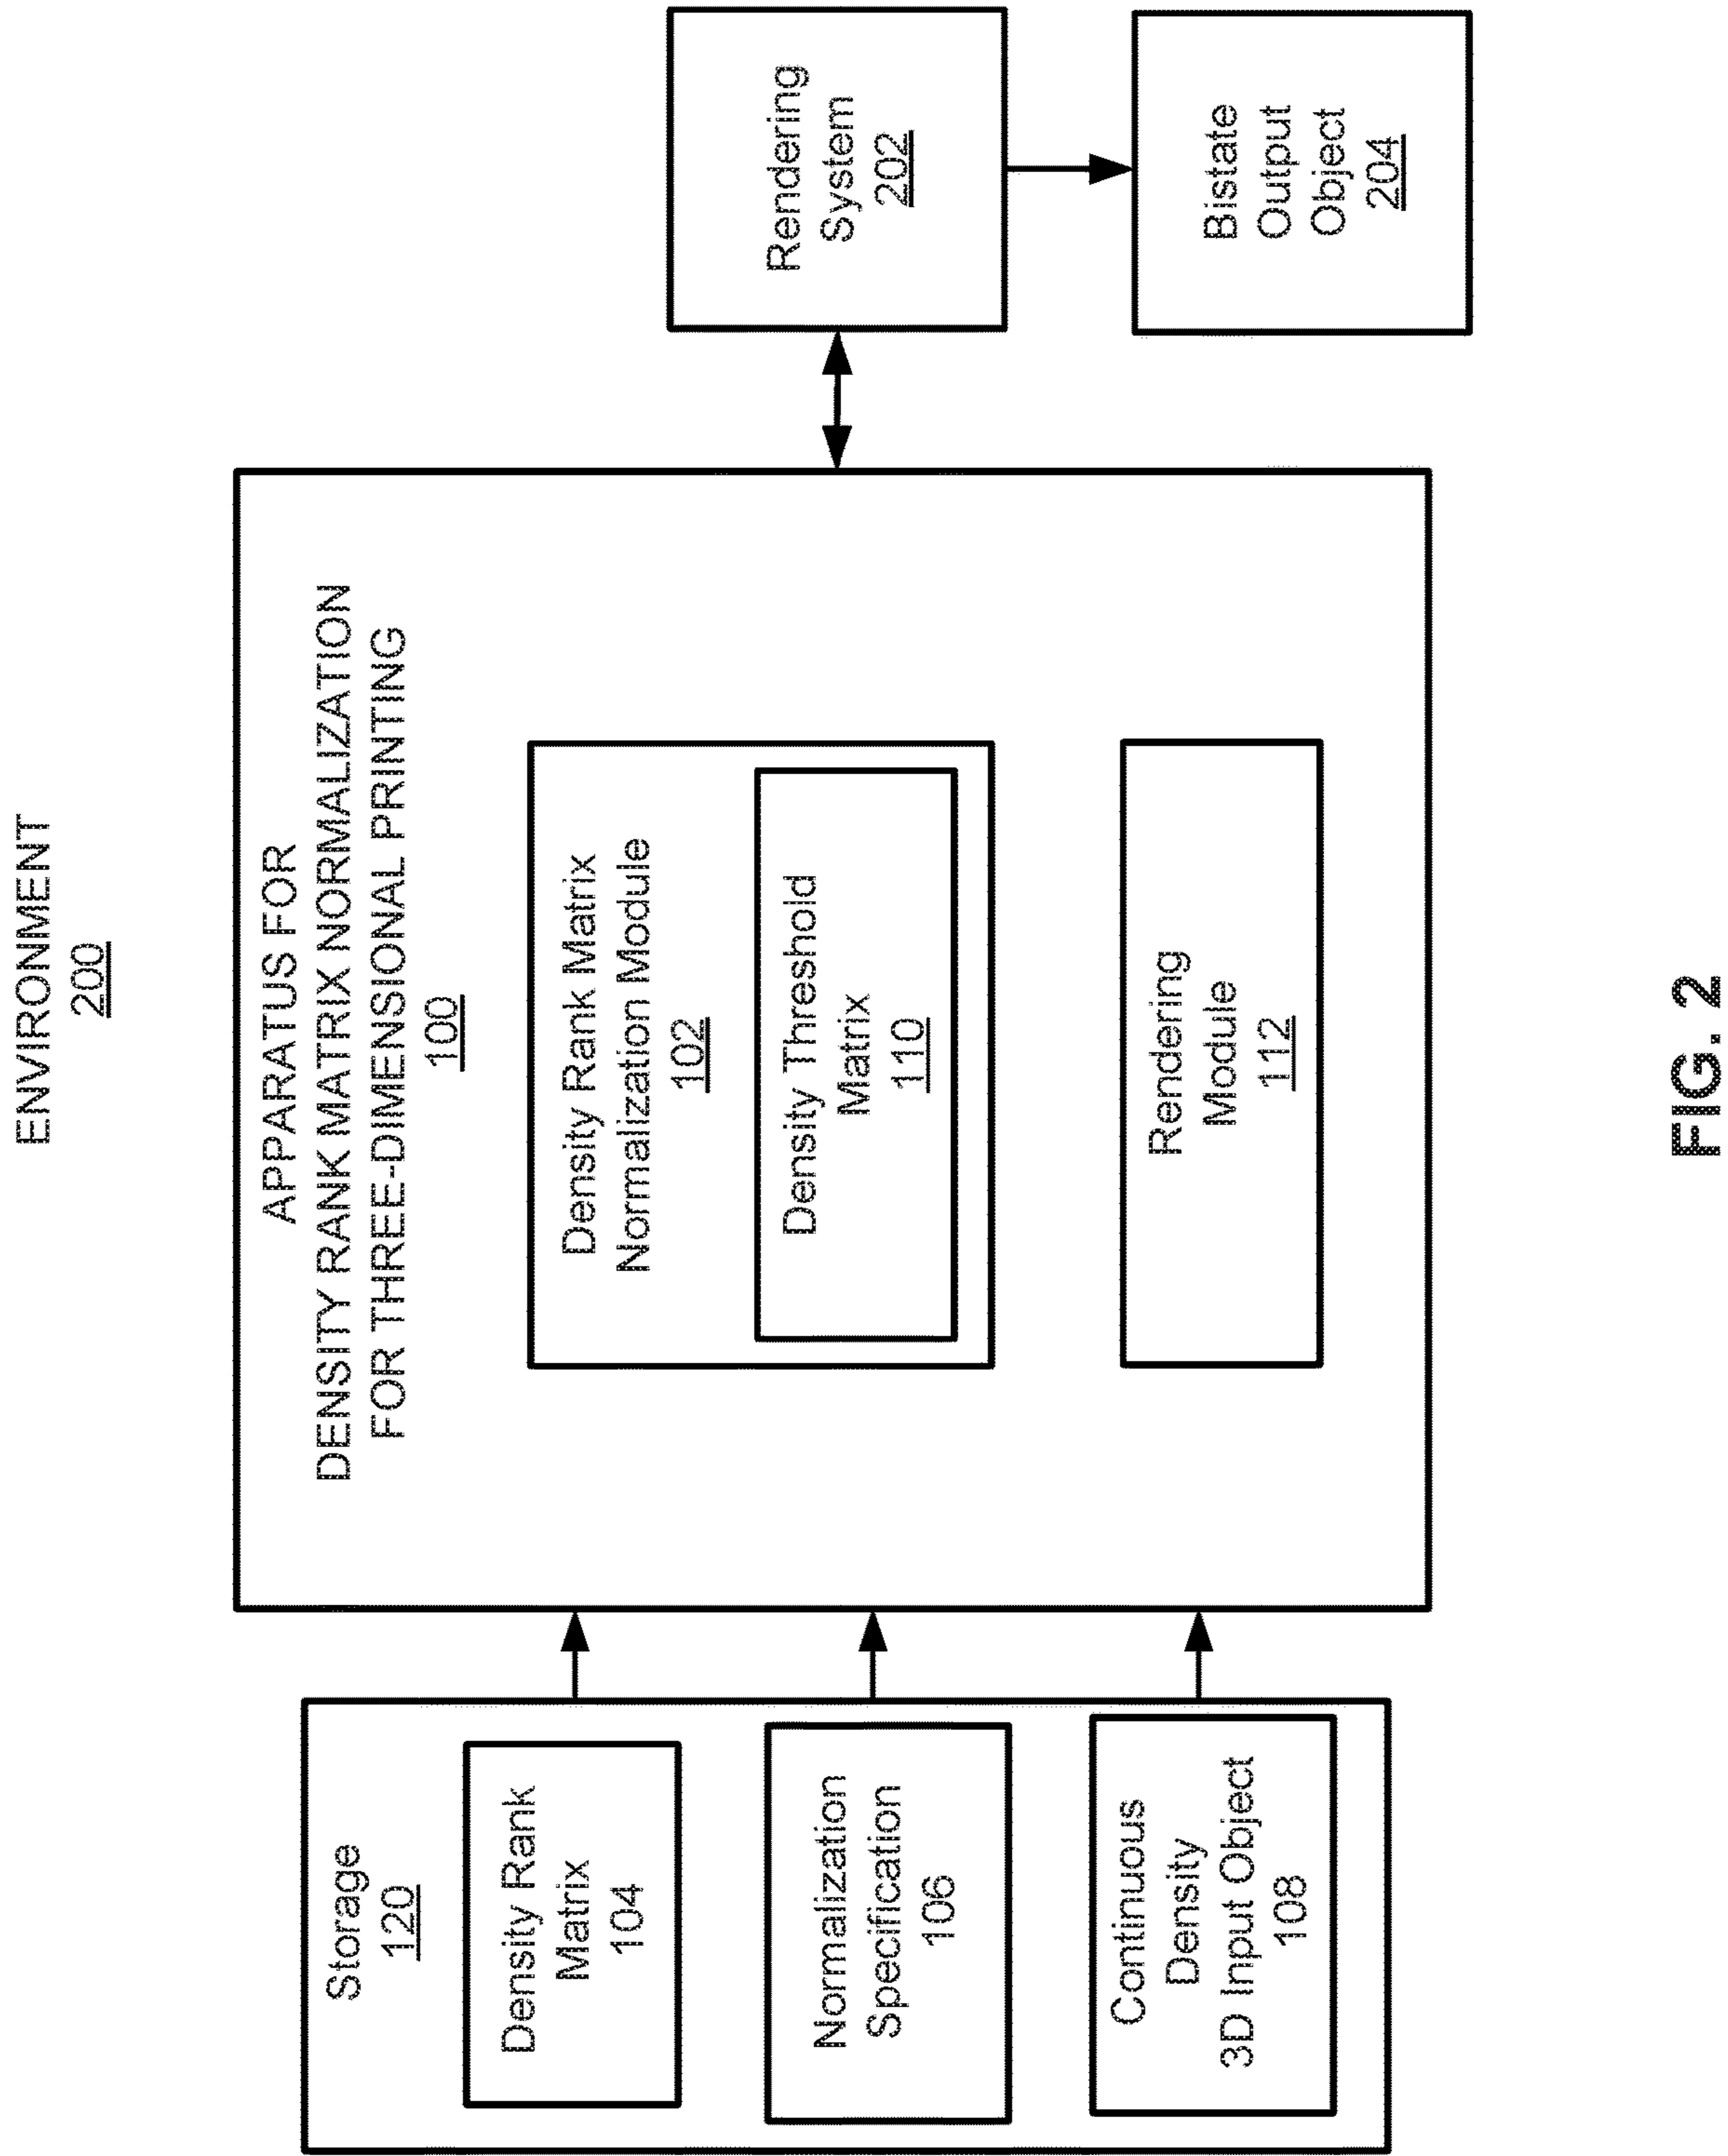 ENVIRONMENT
200
Storage
120
Density Rank
Matrix
104
Normalization
Specification
106
Continuous
Density
3D Input Object
108
APPARATUS FOR
DENSITY RANK MATRIX NORMALIZATION
FOR THREE-DIMENSIONAL PRINTING
100
Density Rank Matrix
Normalization Module
102
Density Threshold
Matrix
110
Rendering
Module
112
Rendering
System
202
Bistate
Output
Object
204
FIG. 2